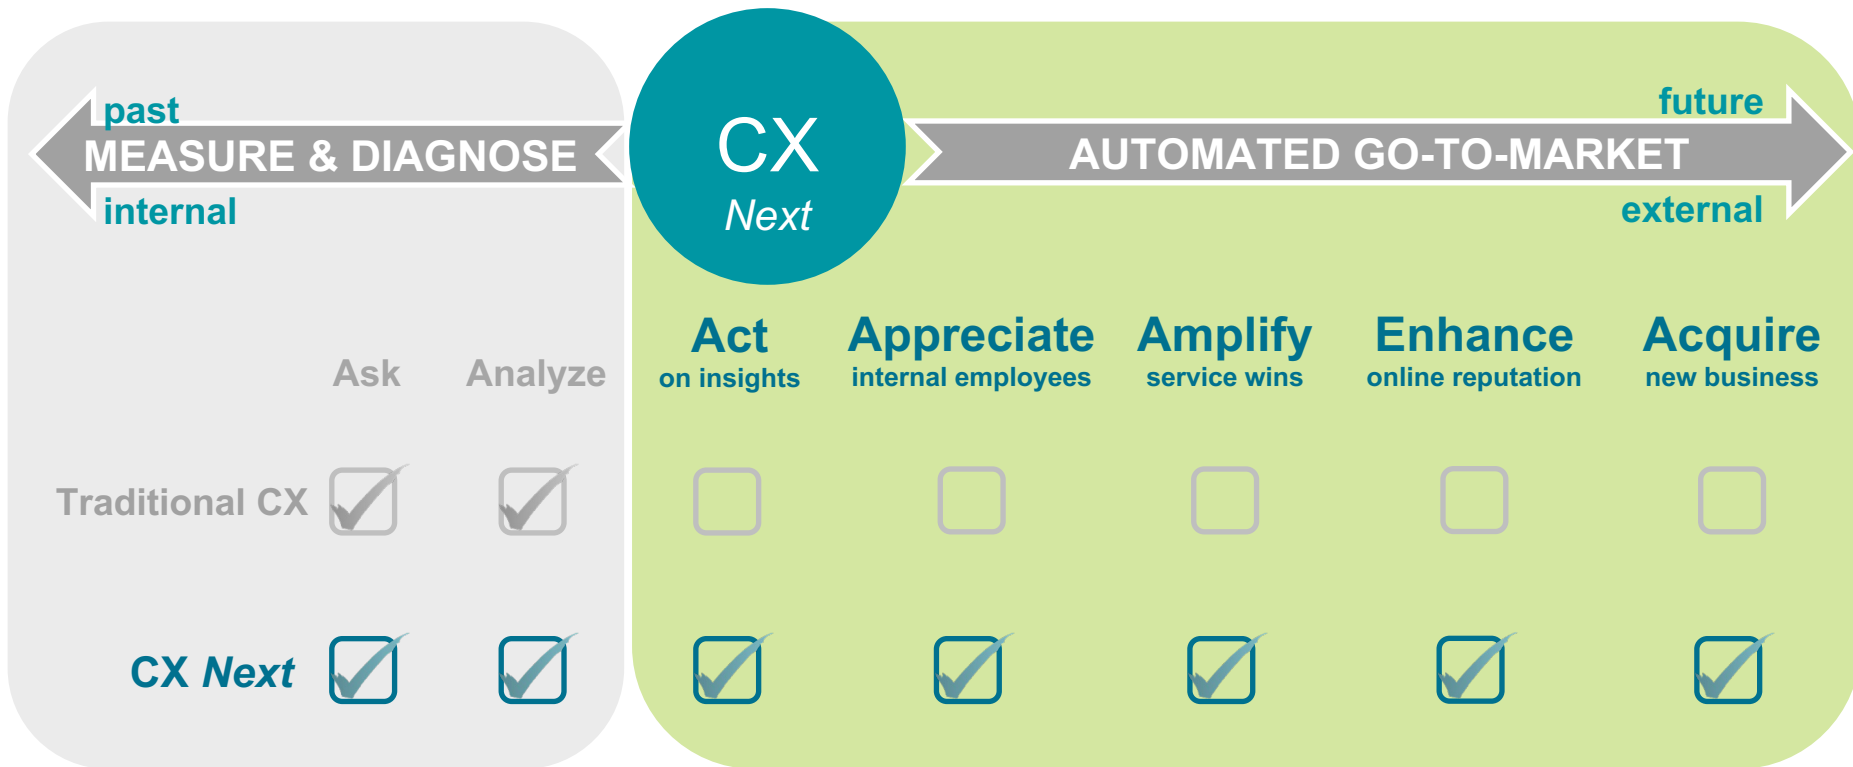 past
MEASURE & DIAGNOSE
internal
CX
Next
future
AUTOMATED GO-TO-MARKET
external
Ask Analyze
Act
on insights
Appreciate
internal employees
Amplify
service wins
Enhance
online reputation
Acquire
new business
Traditional CX
CX Next